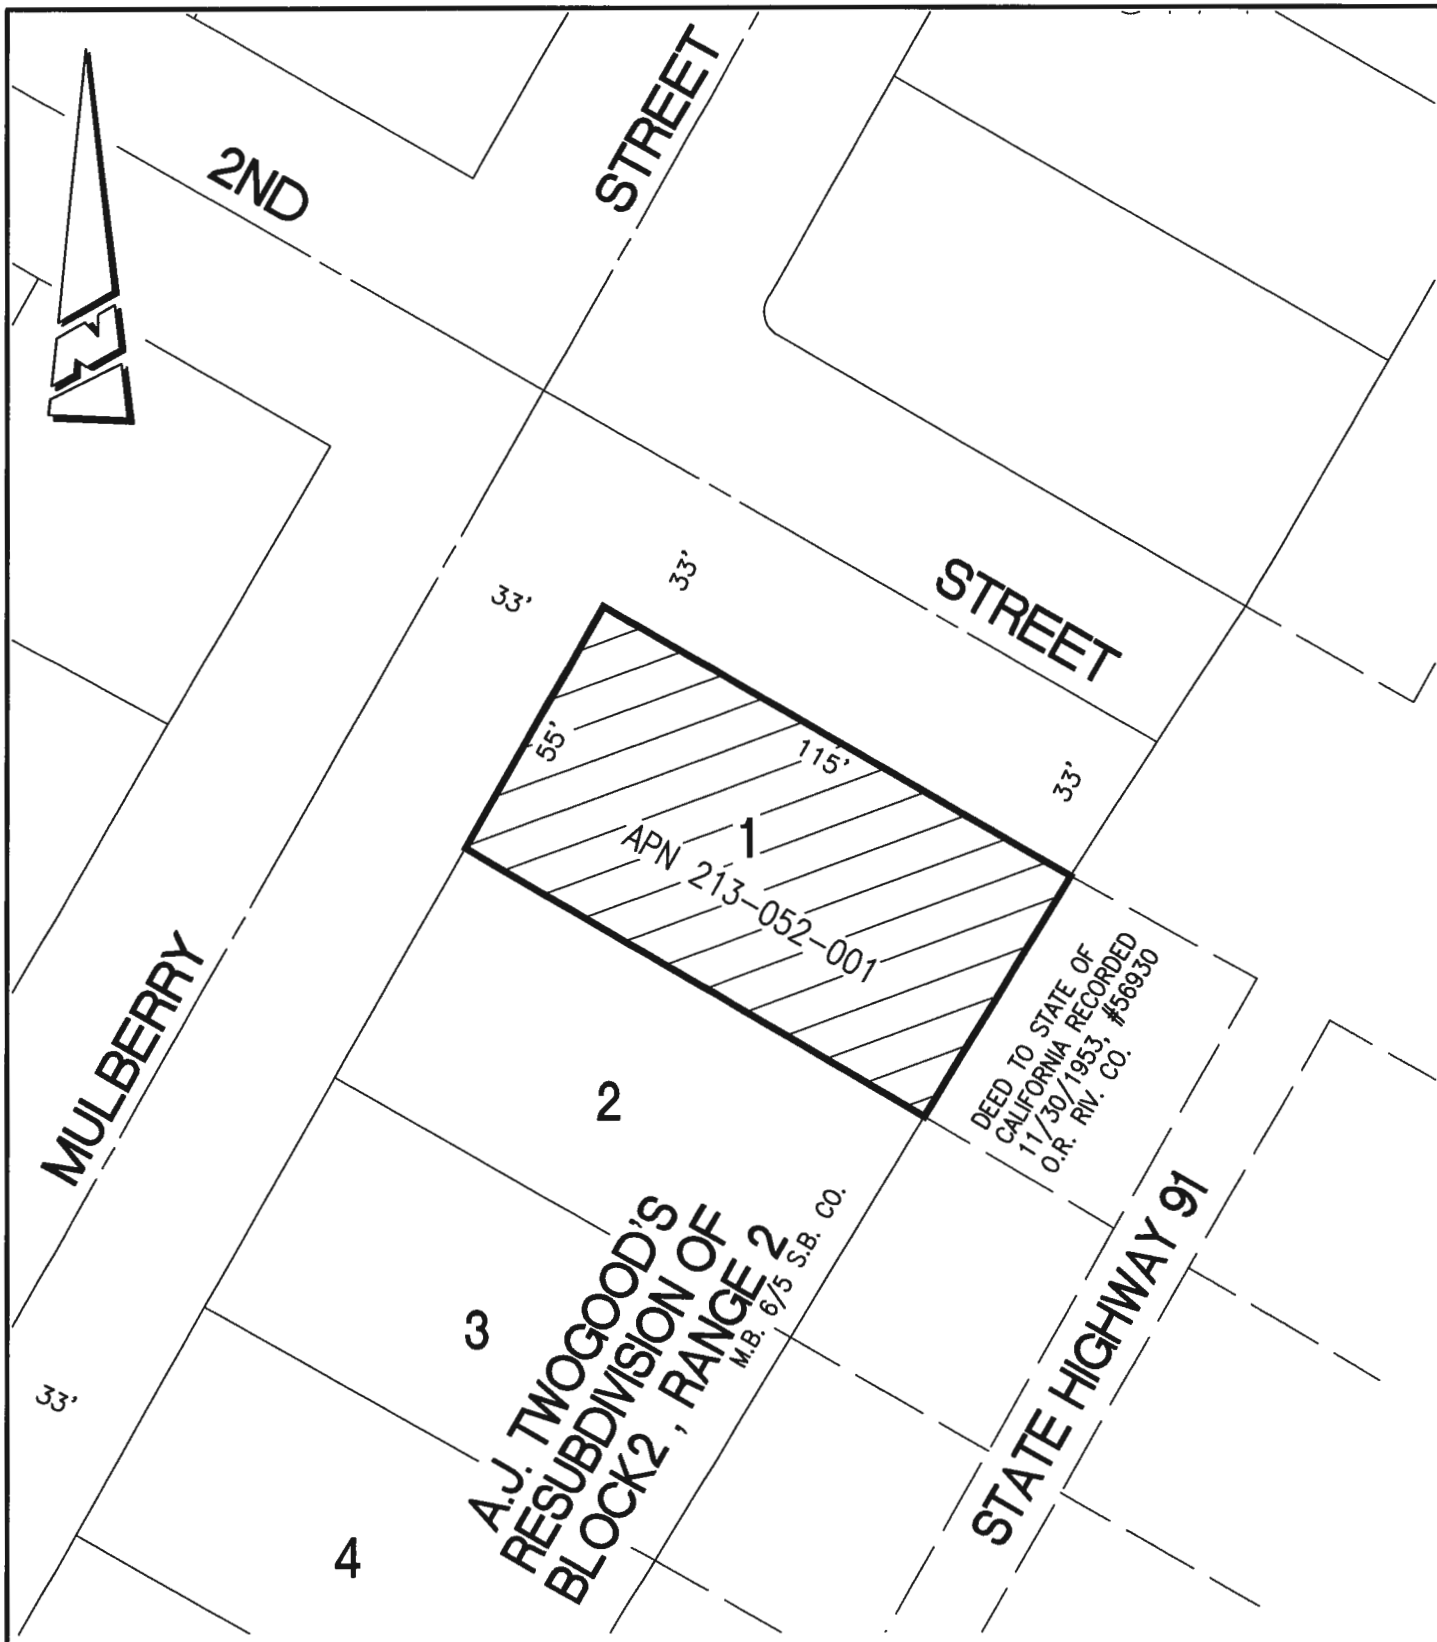 2ND
STREET
N
33'
33'
STREET
55'
115'
33'
1
APN 213-052-001
MULBERRY
DEED TO STATE OF
CALIFORNIA RECORDED
11/30/1953, #56930
O.R. RIV. CO.
2
A.J. TWOGOOD'S
RESUBDIVISION OF
BLOCK2 , RANGE 2
M.B. 6/5 S.B. CO.
STATE HIGHWAY 91
3
33'
4